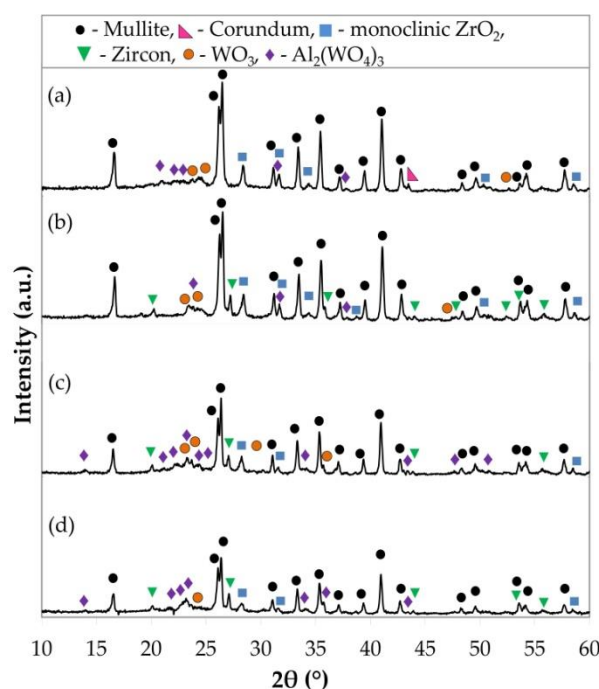 - Mullite, - Corundum, - monoclinic ZrO₂,
- Zircon, - WO₃, - Al₂(WO₄)₃
(a)
(b)
(c)
(d)
Intensity (a.u.)
10 15 20 25 30 35 40 45 50 55 60
2θ (°)